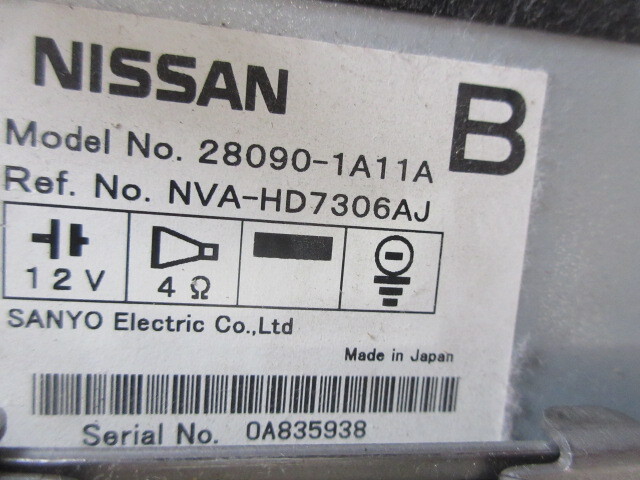 NISSAN
B
Model No. 28090-1A11A
Ref. No. NVA-HD7306AJ
12V
4Ω
SANYO Electric Co.,Ltd
Made in Japan
Serial No. 0A835938